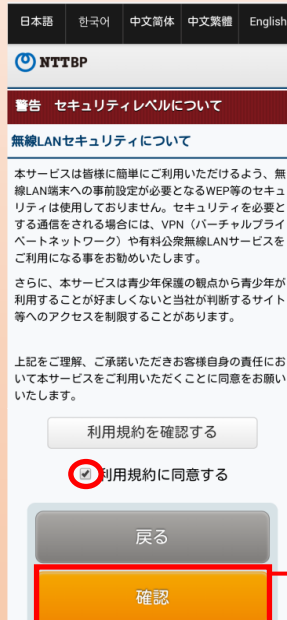 日本語 한국어 中文简体 中文繁體 English
NTTBP
警告 セキュリティレベルについて
無線LANセキュリティについて
本サービスは皆様に簡単にご利用いただけるよう、無
線LAN端末への事前設定が必要となるWEP等のセキュ
リティは使用しておりません。セキュリティを必要と
する通信をされる場合には、VPN（バーチャルプライ
ベートネットワーク）や有料公衆無線LANサービスを
ご利用になる事をお勧めいたします。
さらに、本サービスは青少年保護の観点から青少年が
利用することが好ましくないと当社が判断するサイト
等へのアクセスを制限することがあります。
上記をご理解、ご承諾いただきお客様自身の責任にお
いて本サービスをご利用いただくことに同意をお願い
いたします。
利用規約を確認する
利用規約に同意する
戻る
確認